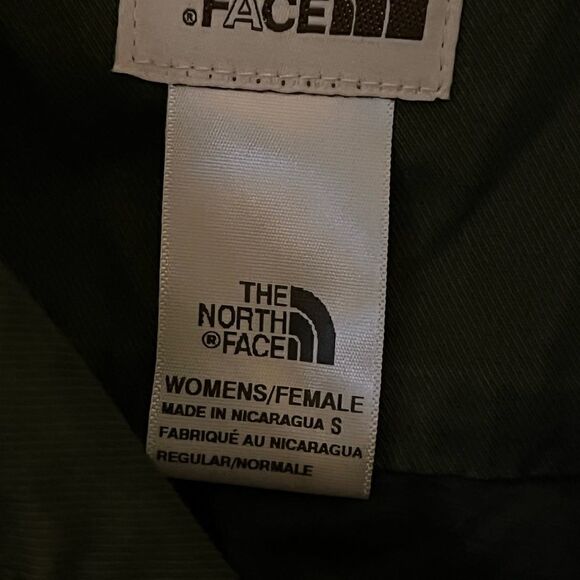 ® FACE
THE
NORTH
® FACE
WOMENS/FEMALE
MADE IN NICARAGUA S
FABRIQUÉ AU NICARAGUA
REGULAR/NORMALE